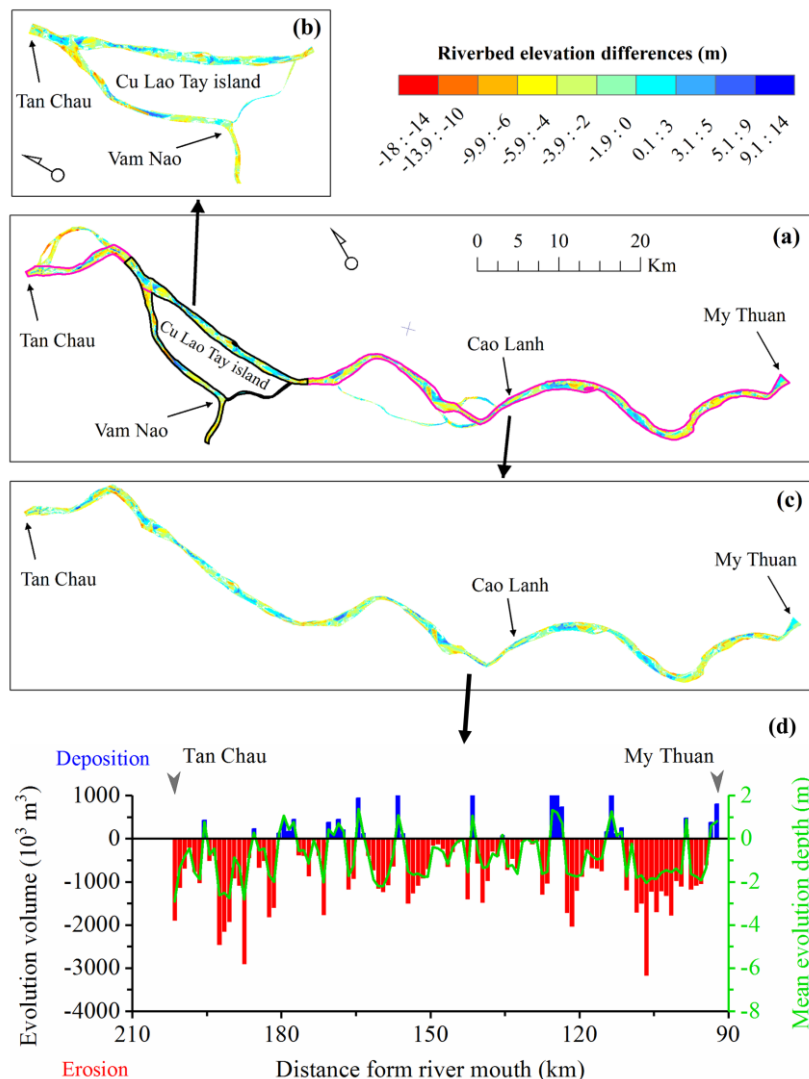 (b)
Cu Lao Tay island
Tan Chau
Vam Nao
Riverbed elevation differences (m)
-18 : -14
-13.9 : -10
-9.9 : -6
-5.9 : -4
-3.9 : -2
-1.9 : 0
0.1 : 3
3.1 : 5
5.1 : 9
9.1 : 14
(a)
0 5 10 20
Km
Tan Chau
Cu Lao Tay island
Vam Nao
Cao Lanh
My Thuan
(c)
Tan Chau
Cao Lanh
My Thuan
(d)
Deposition
Tan Chau
My Thuan
Evolution volume (10³ m³)
1000
0
-1000
-2000
-3000
-4000
2
0
-2
-4
-6
-8
Mean evolution depth (m)
210 180 150 120 90
Erosion
Distance form river mouth (km)